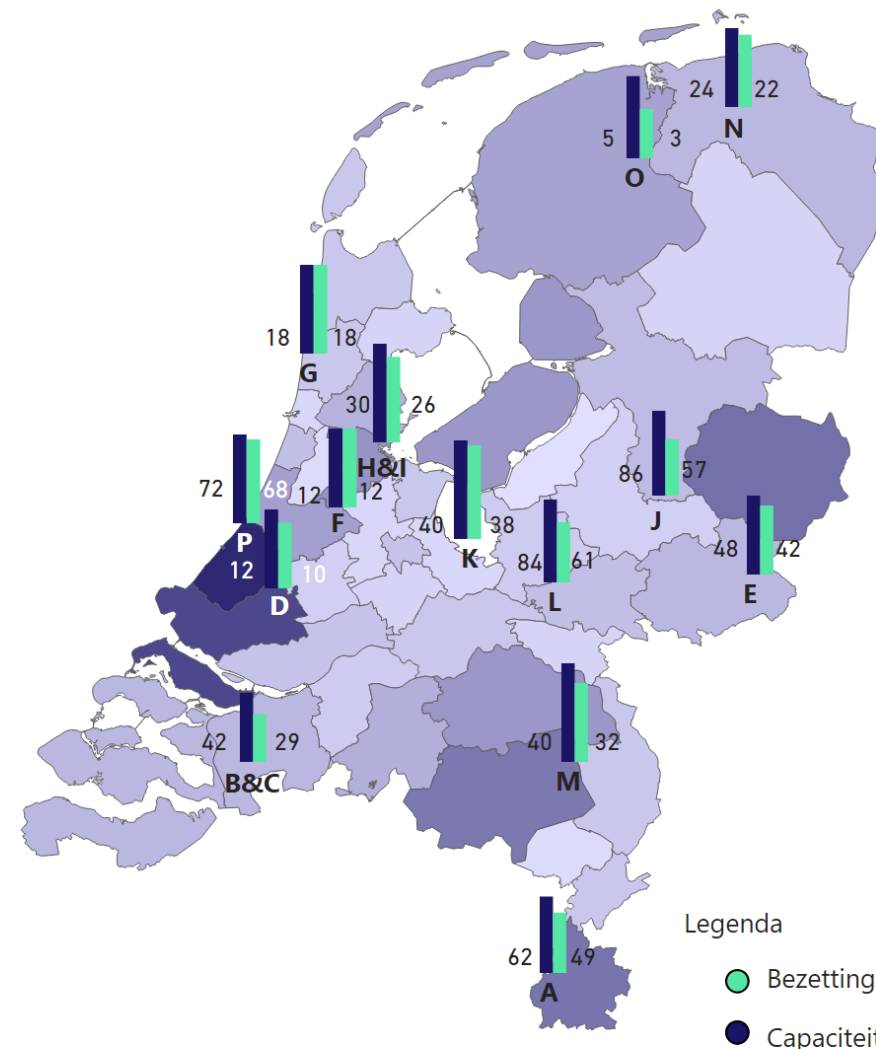 24 22
N
5 3
O
18 18
G
30 26
H&I
72 68
P
12 12
F
40 38
K
86 57
J
84 61
L
48 42
E
12 10
D
42 29
B&C
40 32
M
62 49
A
Legenda
Bezetting
Capaciteit